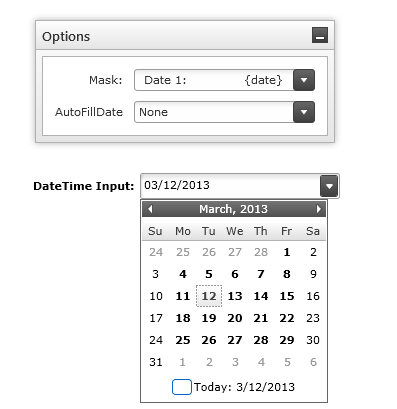 Options
Mask: Date 1: {date}
AutoFillDate None
DateTime Input: 03/12/2013
March, 2013
Su Mo Tu We Th Fr Sa
24 25 26 27 28 1 2
3 4 5 6 7 8 9
10 11 12 13 14 15 16
17 18 19 20 21 22 23
24 25 26 27 28 29 30
31 1 2 3 4 5 6
Today: 3/12/2013